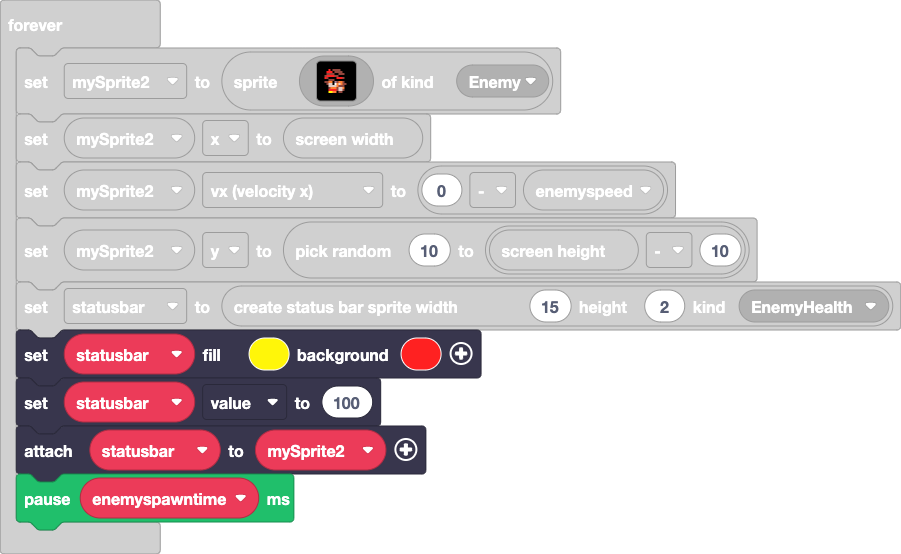 forever
set mySprite2 to sprite of kind Enemy
set mySprite2 x to screen width
set mySprite2 vx (velocity x) to 0 - enemyspeed
set mySprite2 y to pick random 10 to screen height - 10
set statusbar to create status bar sprite width 15 height 2 kind EnemyHealth
set statusbar fill background
set statusbar value to 100
attach statusbar to mySprite2
pause enemyspawntime ms